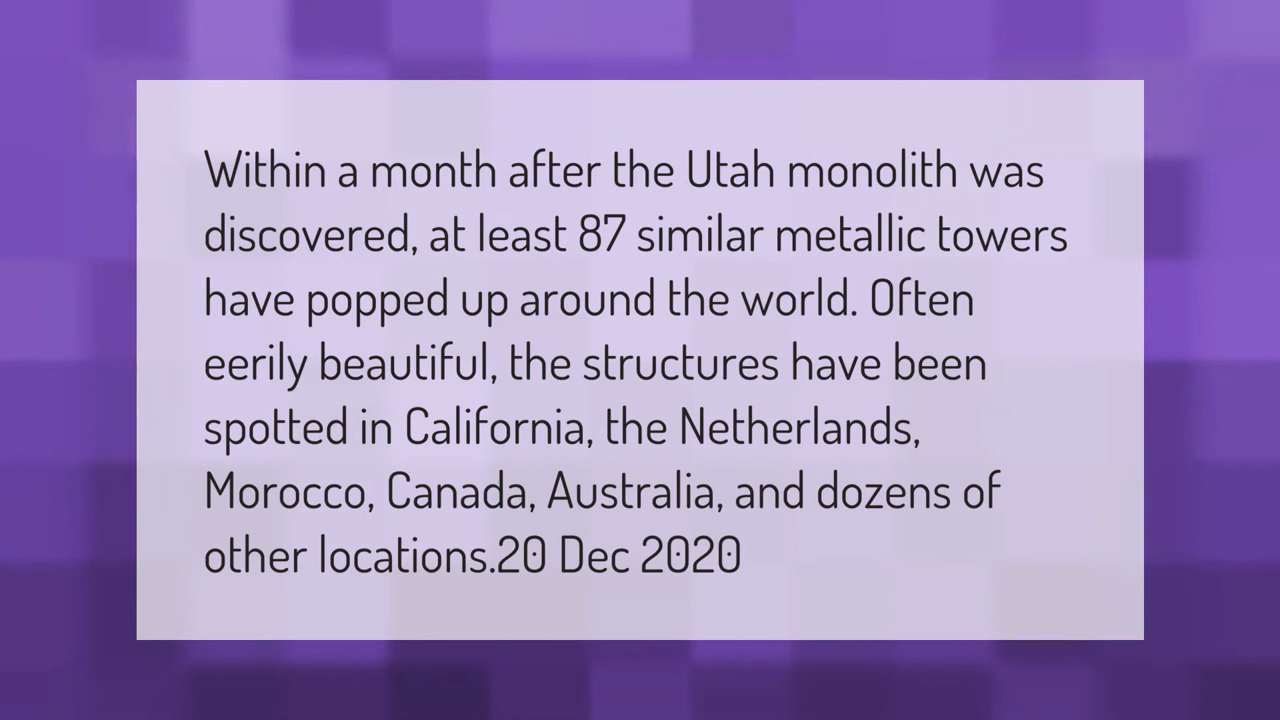 Within a month after the Utah monolith was
discovered, at least 87 similar metallic towers
have popped up around the world. Often
eerily beautiful, the structures have been
spotted in California, the Netherlands,
Morocco, Canada, Australia, and dozens of
other locations.20 Dec 2020